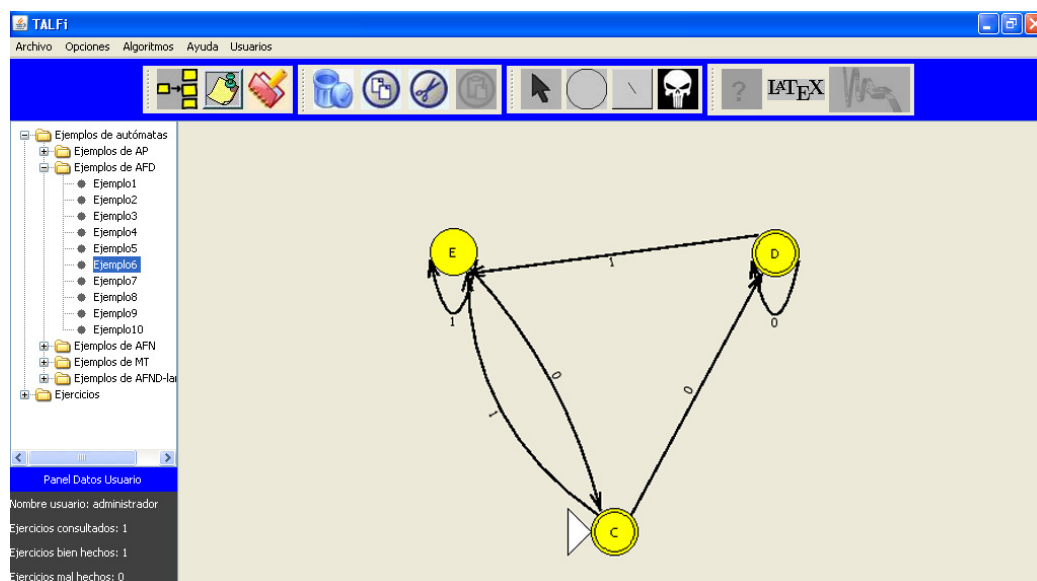 TALFi
Archivo Opciones Algoritmos Ayuda Usuarios
? LATEX
Ejemplos de autómatas
Ejemplos de AP
Ejemplos de AFD
Ejemplo1
Ejemplo2
Ejemplo3
Ejemplo4
Ejemplo5
Ejemplo6
Ejemplo7
Ejemplo8
Ejemplo9
Ejemplo10
Ejemplos de AFN
Ejemplos de MT
Ejemplos de AFND-la
Ejercicios
Panel Datos Usuario
Nombre usuario: administrador
Ejercicios consultados: 1
Ejercicios bien hechos: 1
Ejercicios mal hechos: 0
E
D
1
1
0
0
0
1
C